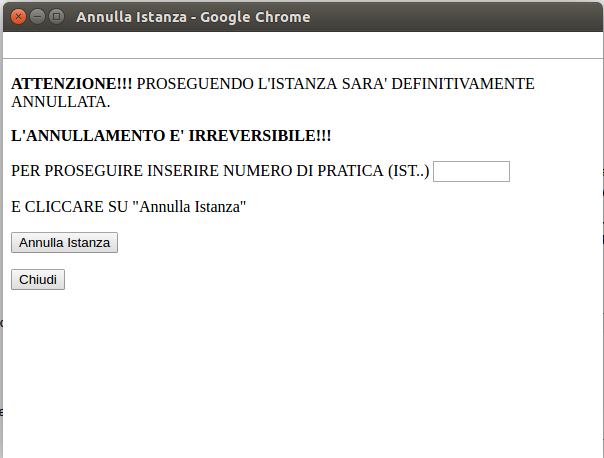 Annulla Istanza - Google Chrome
ATTENZIONE!!! PROSEGUENDO L'ISTANZA SARA' DEFINITIVAMENTE
ANNULLATA.
L'ANNULLAMENTO E' IRREVERSIBILE!!!
PER PROSEGUIRE INSERIRE NUMERO DI PRATICA (IST..)
E CLICCARE SU "Annulla Istanza"
Annulla Istanza
Chiudi